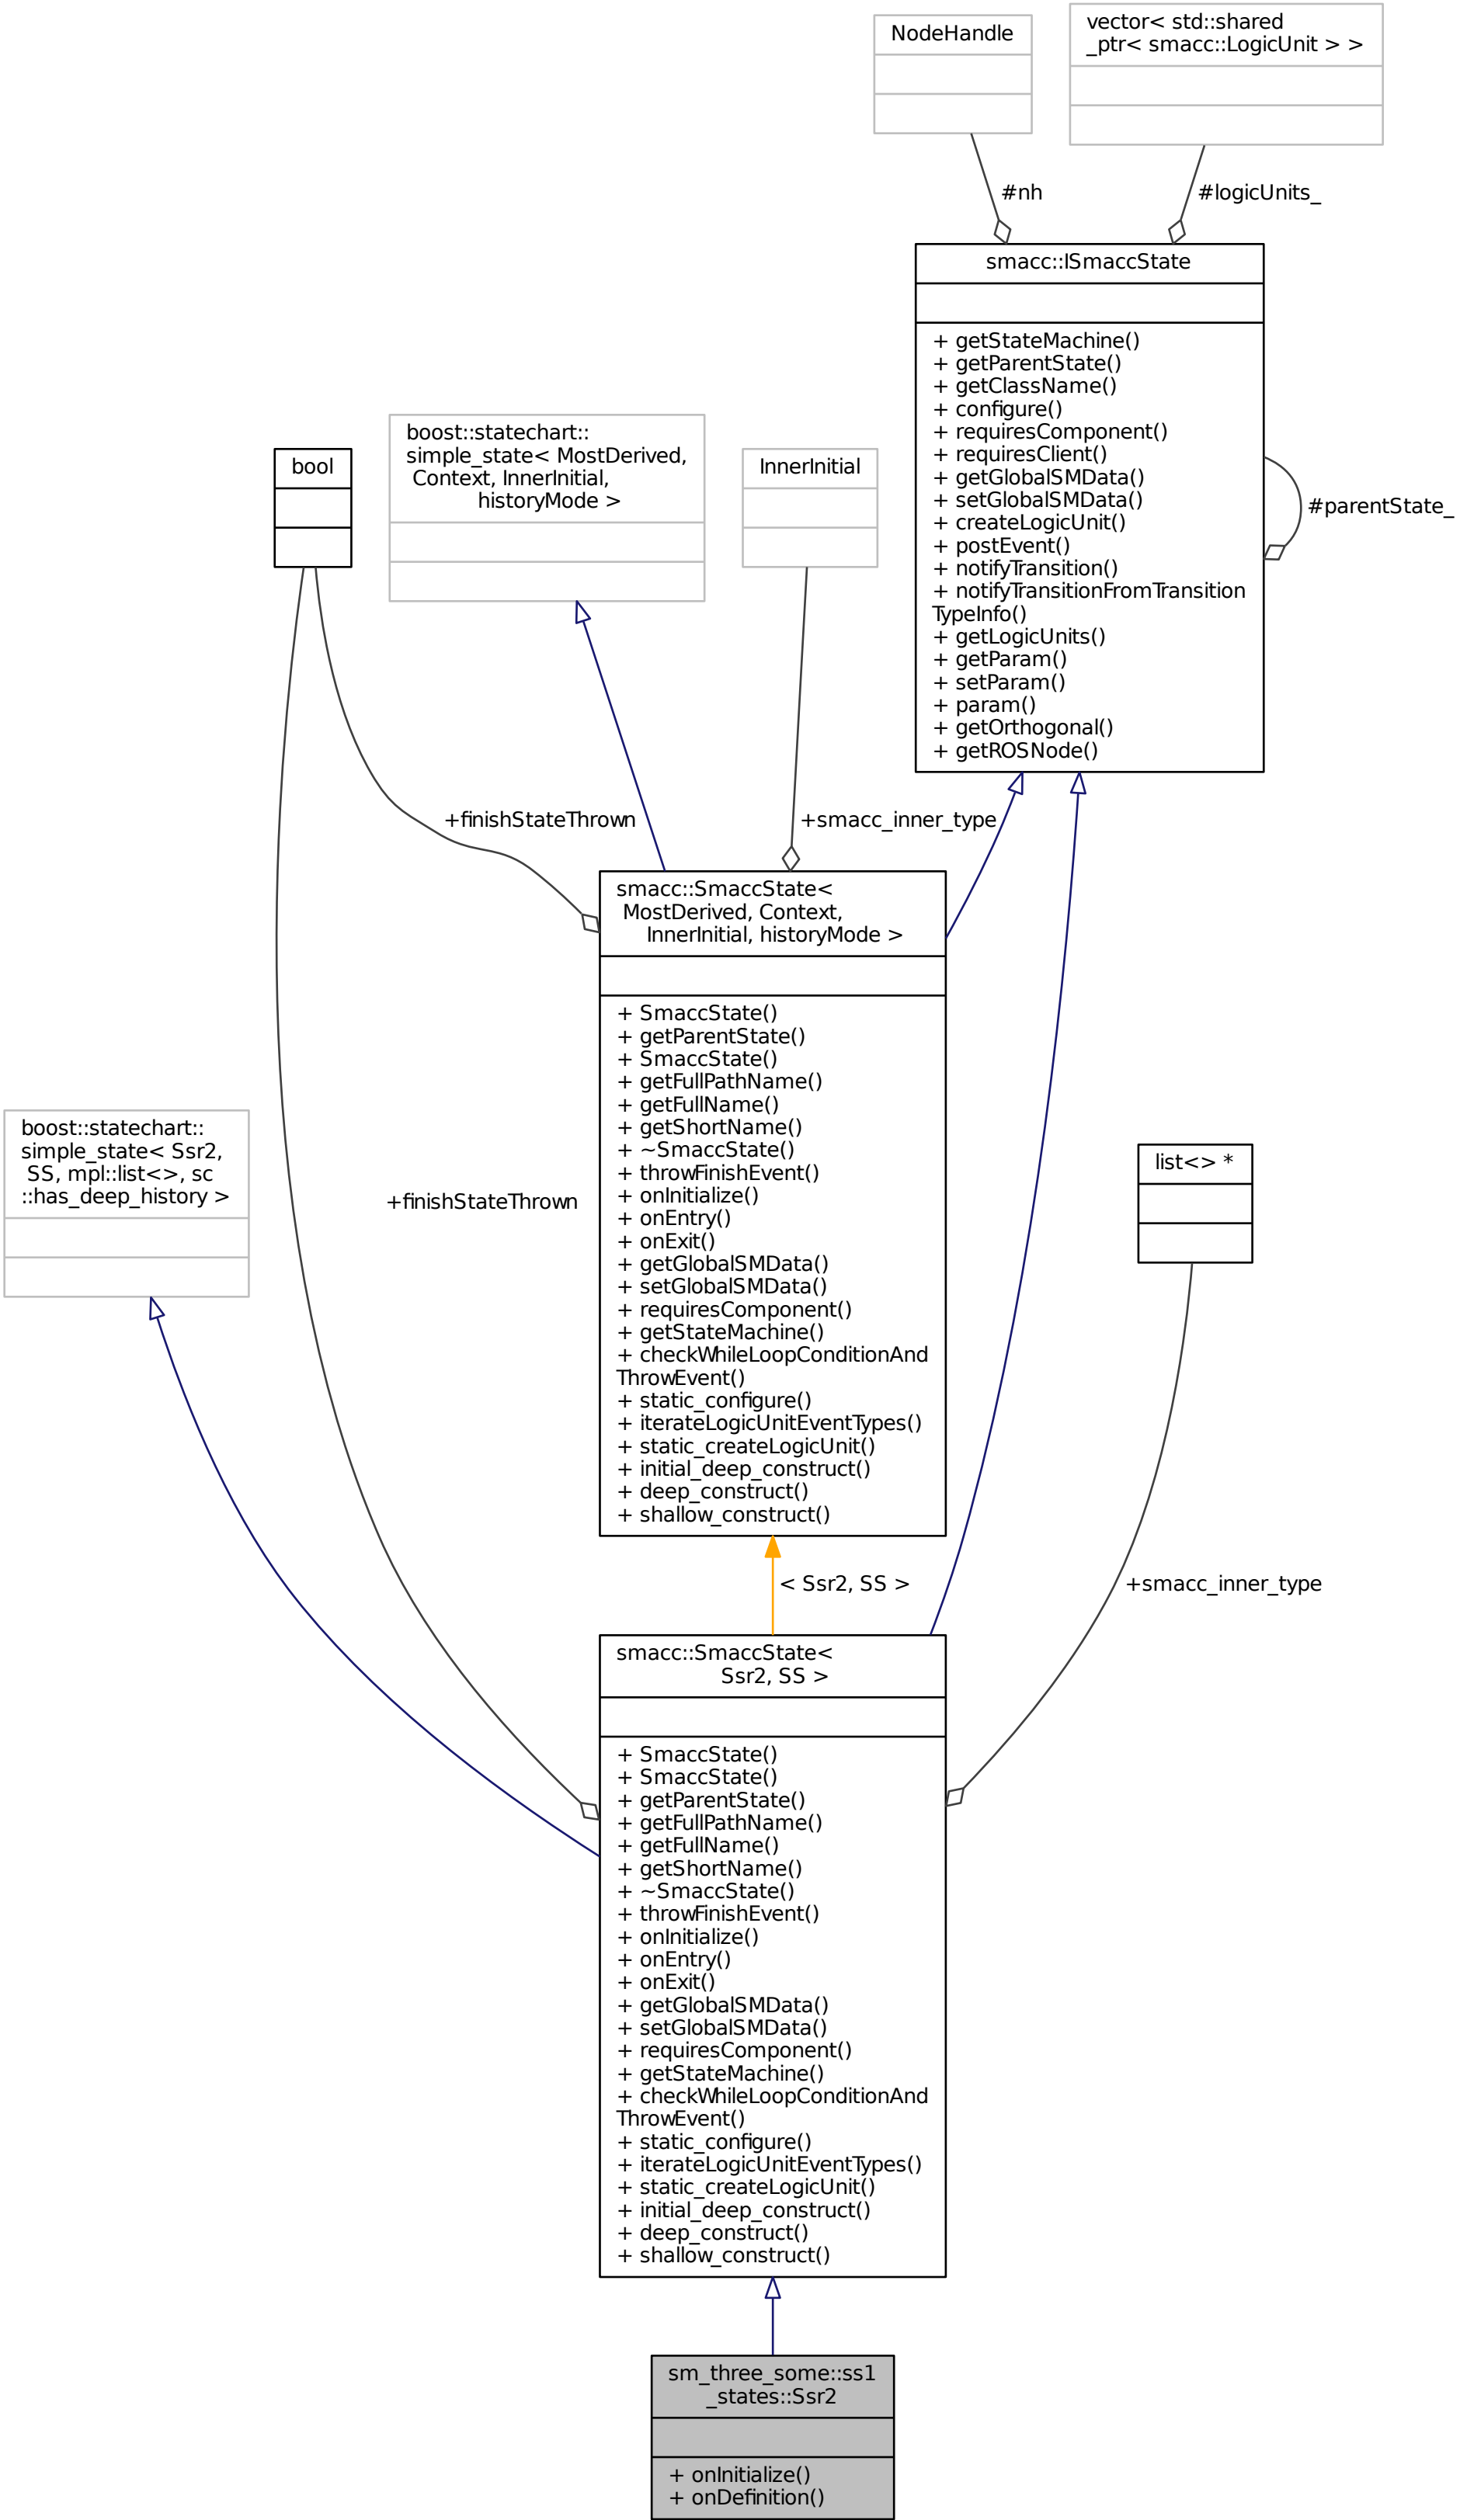 NodeHandle
vector< std::shared
_ptr< smacc::LogicUnit > >
#nh
#logicUnits_
smacc::ISmaccState
+ getStateMachine()
+ getParentState()
+ getClassName()
+ configure()
+ requiresComponent()
+ requiresClient()
+ getGlobalSMData()
+ setGlobalSMData()
+ createLogicUnit()
+ postEvent()
+ notifyTransition()
+ notifyTransitionFromTransition
TypeInfo()
+ getLogicUnits()
+ getParam()
+ setParam()
+ param()
+ getOrthogonal()
+ getROSNode()
#parentState_
bool
boost::statechart::
simple_state< MostDerived,
Context, InnerInitial,
historyMode >
InnerInitial
+finishStateThrown
+smacc_inner_type
smacc::SmaccState<
MostDerived, Context,
InnerInitial, historyMode >
+ SmaccState()
+ getParentState()
+ SmaccState()
+ getFullPathName()
+ getFullName()
+ getShortName()
+ ~SmaccState()
+ throwFinishEvent()
+ onInitialize()
+ onEntry()
+ onExit()
+ getGlobalSMData()
+ setGlobalSMData()
+ requiresComponent()
+ getStateMachine()
+ checkWhileLoopConditionAnd
ThrowEvent()
+ static_configure()
+ iterateLogicUnitEventTypes()
+ static_createLogicUnit()
+ initial_deep_construct()
+ deep_construct()
+ shallow_construct()
boost::statechart::
simple_state< Ssr2,
SS, mpl::list<>, sc
::has_deep_history >
+finishStateThrown
list<> *
< Ssr2, SS >
+smacc_inner_type
smacc::SmaccState<
Ssr2, SS >
+ SmaccState()
+ SmaccState()
+ getParentState()
+ getFullPathName()
+ getFullName()
+ getShortName()
+ ~SmaccState()
+ throwFinishEvent()
+ onInitialize()
+ onEntry()
+ onExit()
+ getGlobalSMData()
+ setGlobalSMData()
+ requiresComponent()
+ getStateMachine()
+ checkWhileLoopConditionAnd
ThrowEvent()
+ static_configure()
+ iterateLogicUnitEventTypes()
+ static_createLogicUnit()
+ initial_deep_construct()
+ deep_construct()
+ shallow_construct()
sm_three_some::ss1
_states::Ssr2
+ onInitialize()
+ onDefinition()